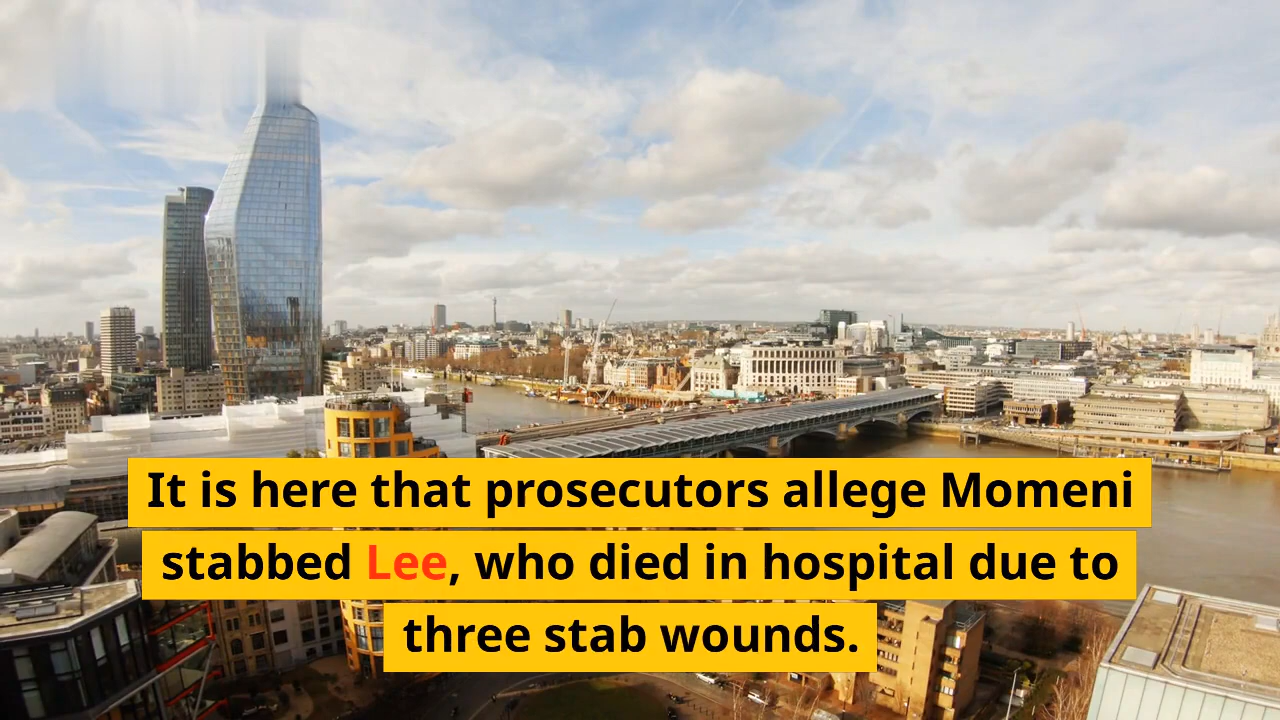 It is here that prosecutors allege Momeni
stabbed Lee, who died in hospital due to
three stab wounds.